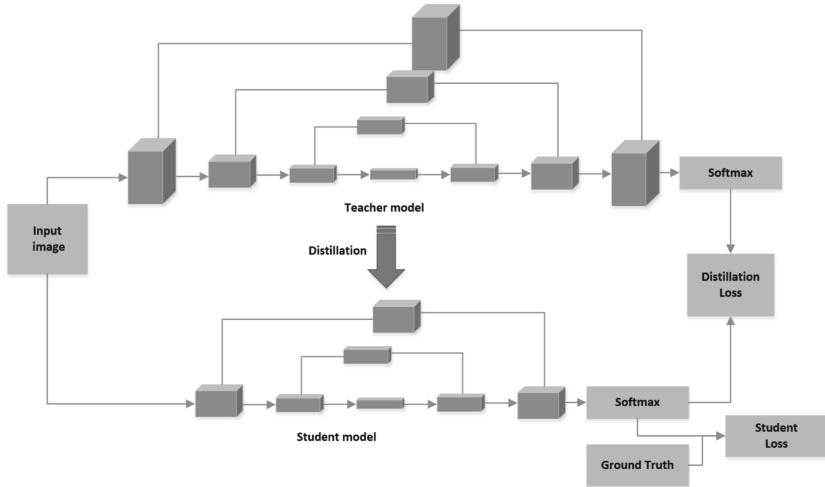 Softmax
Teacher model
Input
image
Distillation
Distillation
Loss
Softmax
Student
Loss
Student model
Ground Truth